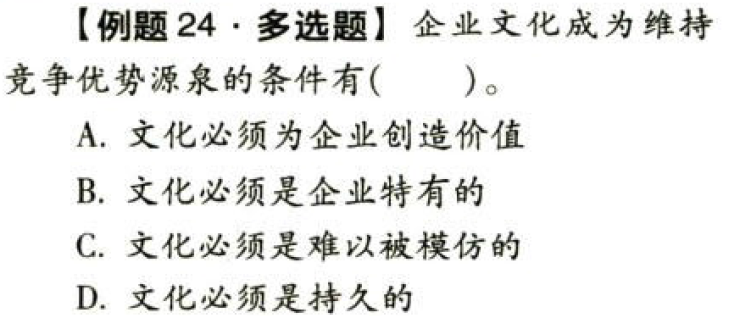 【例题24·多选题】企业文化成为维持
竞争优势源泉的条件有(　　)。
A. 文化必须为企业创造价值
B. 文化必须是企业特有的
C. 文化必须是难以被模仿的
D. 文化必须是持久的